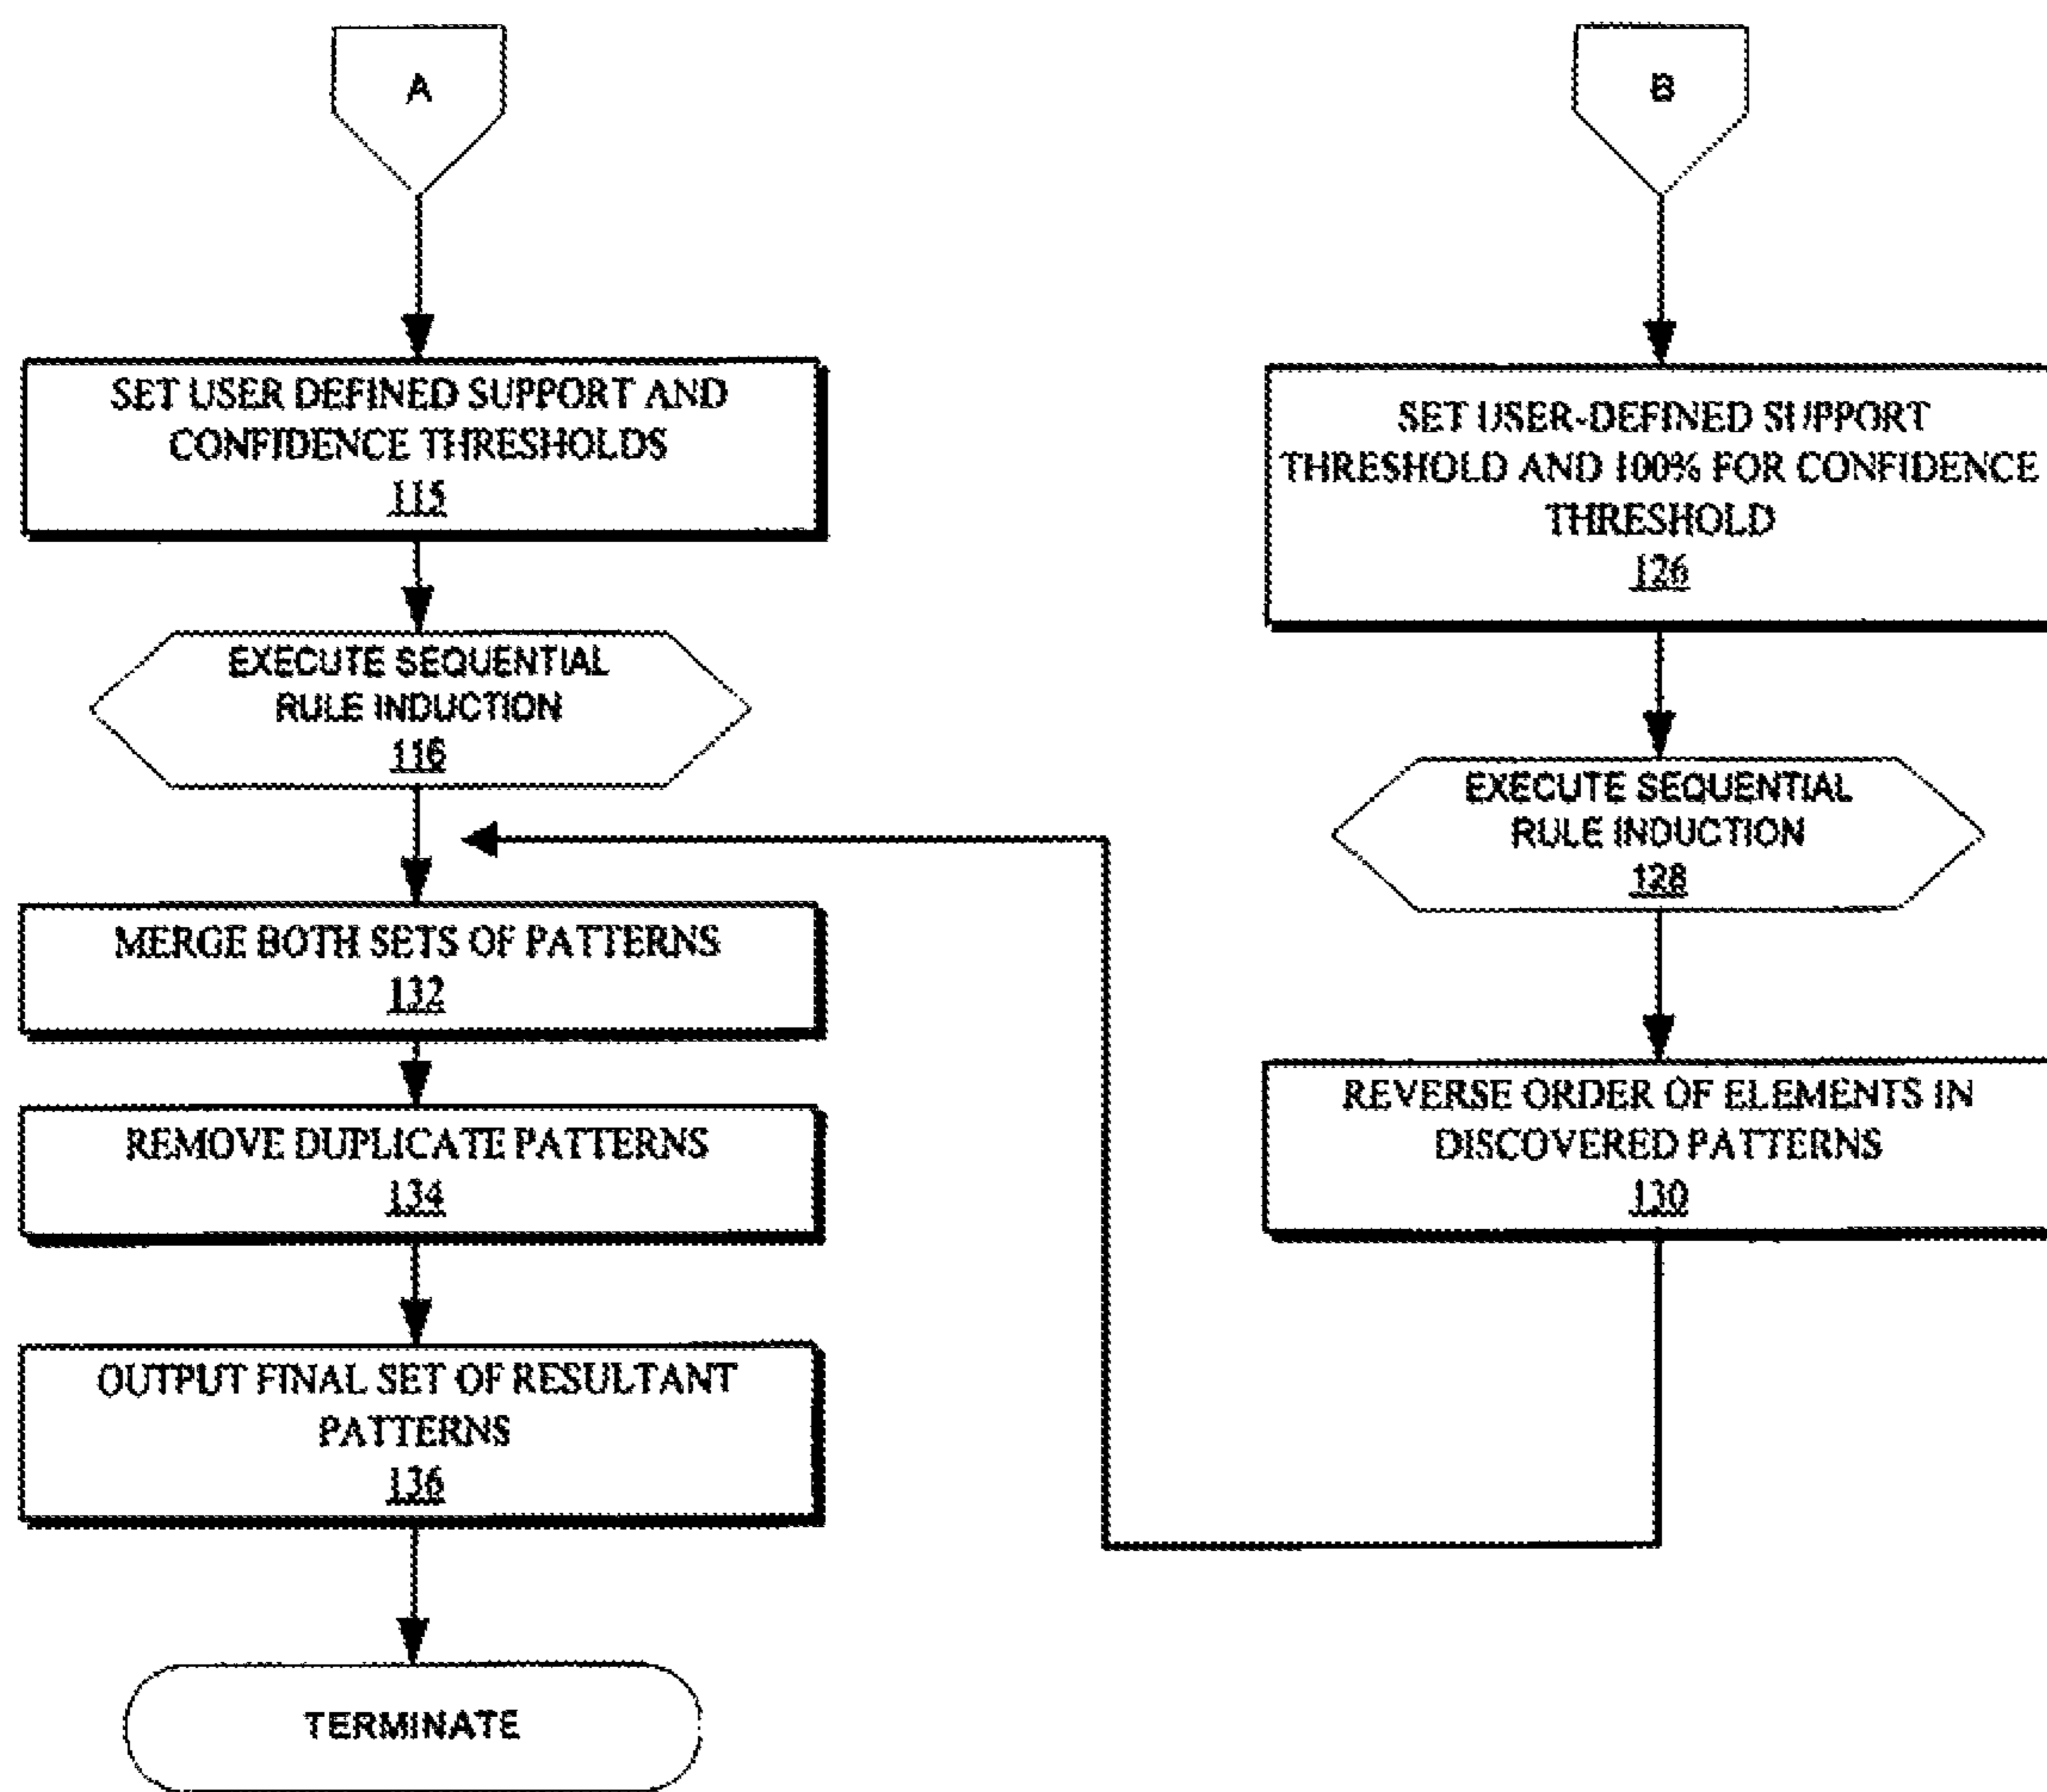 A
SET USER DEFINED SUPPORT AND
CONFIDENCE THRESHOLDS
115
EXECUTE SEQUENTIAL
RULE INDUCTION
116
MERGE BOTH SETS OF PATTERNS
132
REMOVE DUPLICATE PATTERNS
134
OUTPUT FINAL SET OF RESULTANT
PATTERNS
136
TERMINATE
B
SET USER-DEFINED SUPPORT
THRESHOLD AND 100% FOR CONFIDENCE
THRESHOLD
126
EXECUTE SEQUENTIAL
RULE INDUCTION
128
REVERSE ORDER OF ELEMENTS IN
DISCOVERED PATTERNS
130